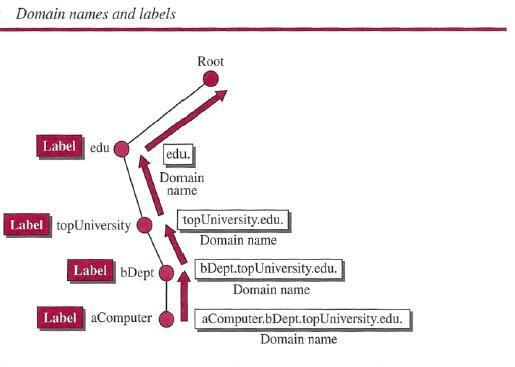 Domain names and labels
Root
Label edu
edu.
Domain
name
Label topUniversity
topUniversity.edu.
Domain name
Label bDept
bDept.topUniversity.edu.
Domain name
Label aComputer
aComputer.bDept.topUniversity.edu.
Domain name